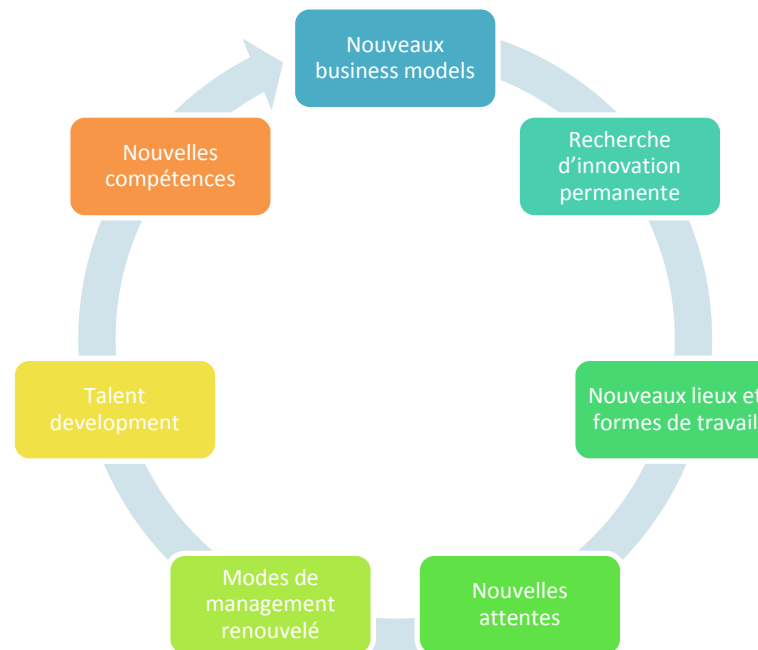 Nouveaux
business models
Recherche
d’innovation
permanente
Nouveaux lieux et
formes de travail
Nouvelles
attentes
Modes de
management
renouvelé
Talent
development
Nouvelles
compétences